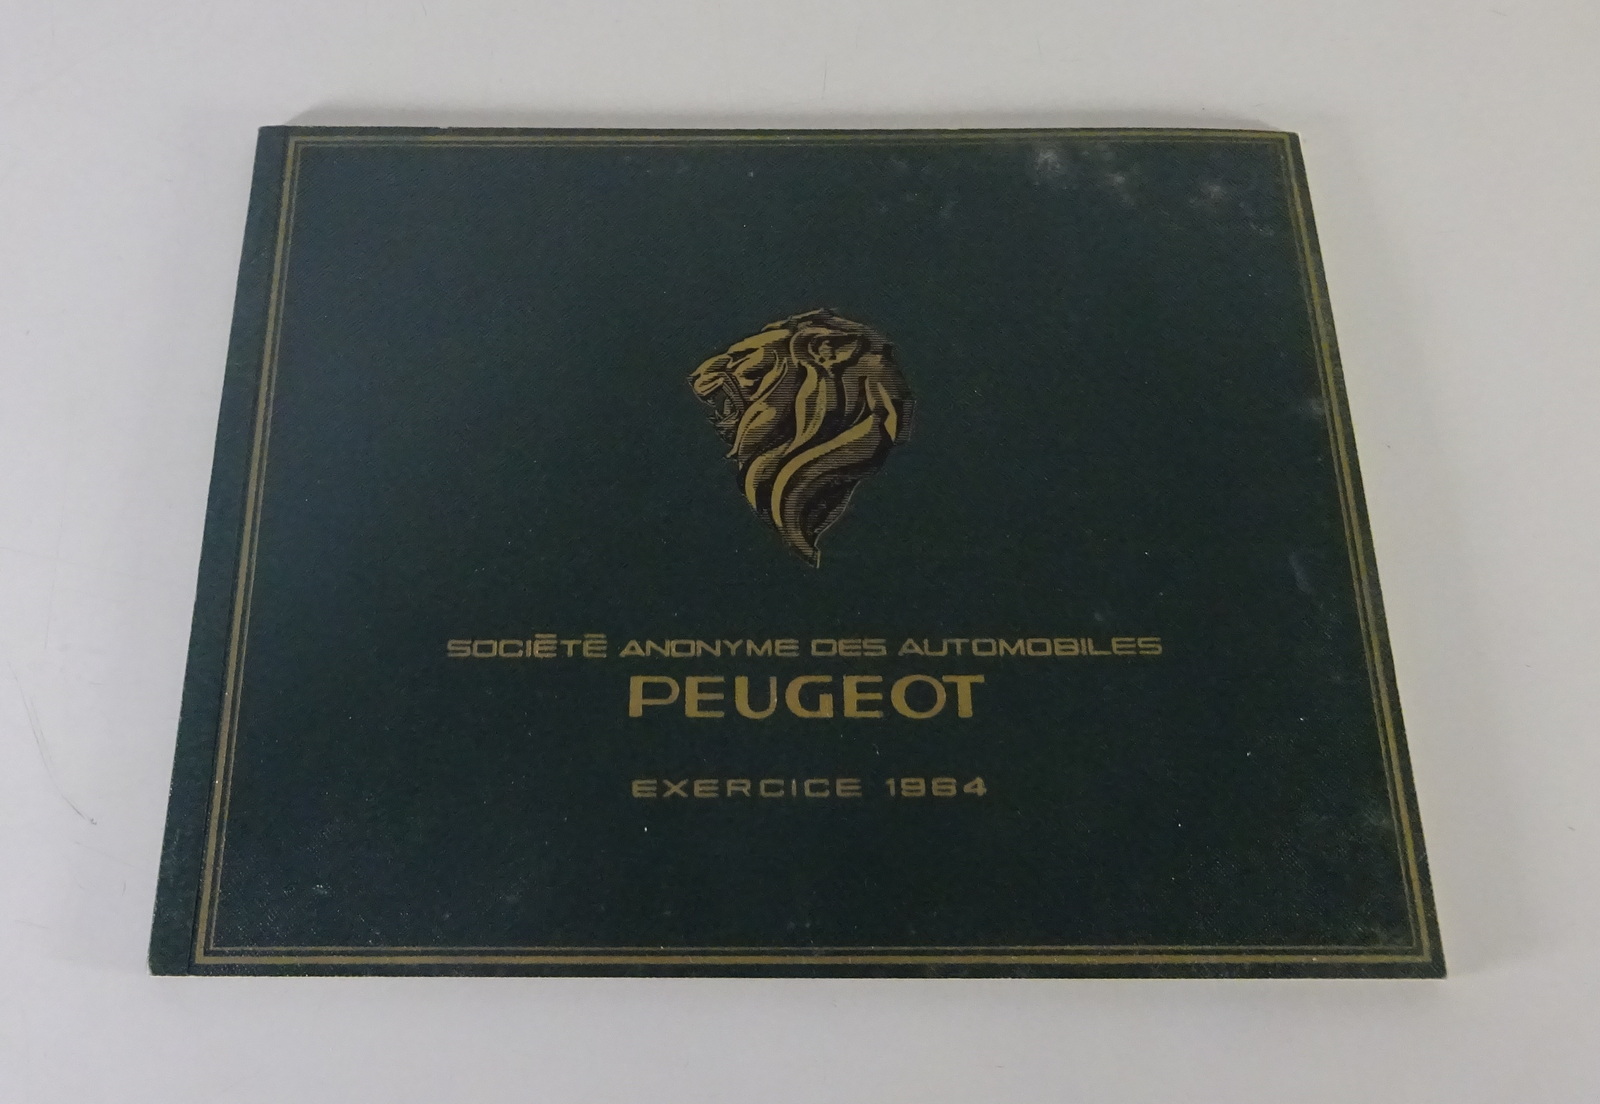 SOCIÉTÉ ANONYME DES AUTOMOBILES
PEUGEOT
EXERCICE 1964